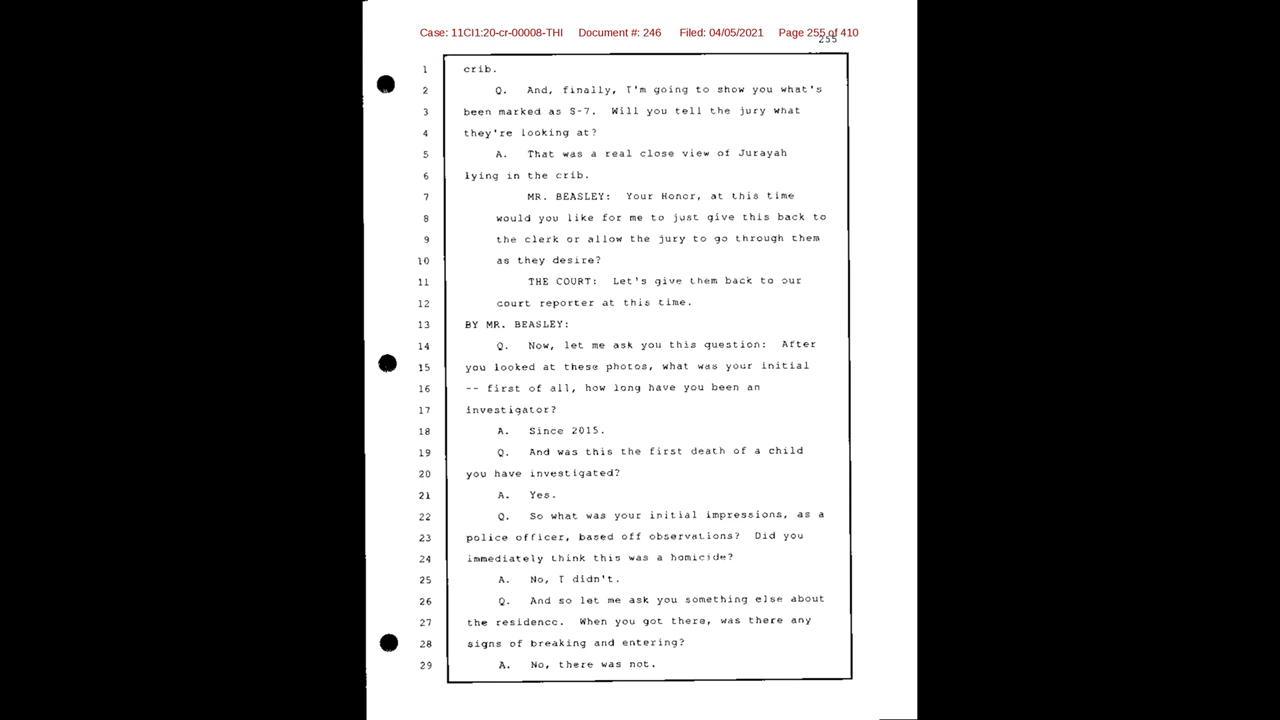 Case: 11CI1:20-cr-00008-THI Document #: 246 Filed: 04/05/2021 Page 255 of 410
255
1 crib.
2 Q. And, finally, I'm going to show you what's
3 been marked as S-7. Will you tell the jury what
4 they're looking at?
5 A. That was a real close view of Jurayah
6 lying in the crib.
7 MR. BEASLEY: Your Honor, at this time
8 would you like for me to just give this back to
9 the clerk or allow the jury to go through them
10 as they desire?
11 THE COURT: Let's give them back to our
12 court reporter at this time.
13 BY MR. BEASLEY:
14 Q. Now, let me ask you this question: After
15 you looked at these photos, what was your initial
16 -- first of all, how long have you been an
17 investigator?
18 A. Since 2015.
19 Q. And was this the first death of a child
20 you have investigated?
21 A. Yes.
22 Q. So what was your initial impressions, as a
23 police officer, based off observations? Did you
24 immediately think this was a homicide?
25 A. No, I didn't.
26 Q. And so let me ask you something else about
27 the residence. When you got there, was there any
28 signs of breaking and entering?
29 A. No, there was not.